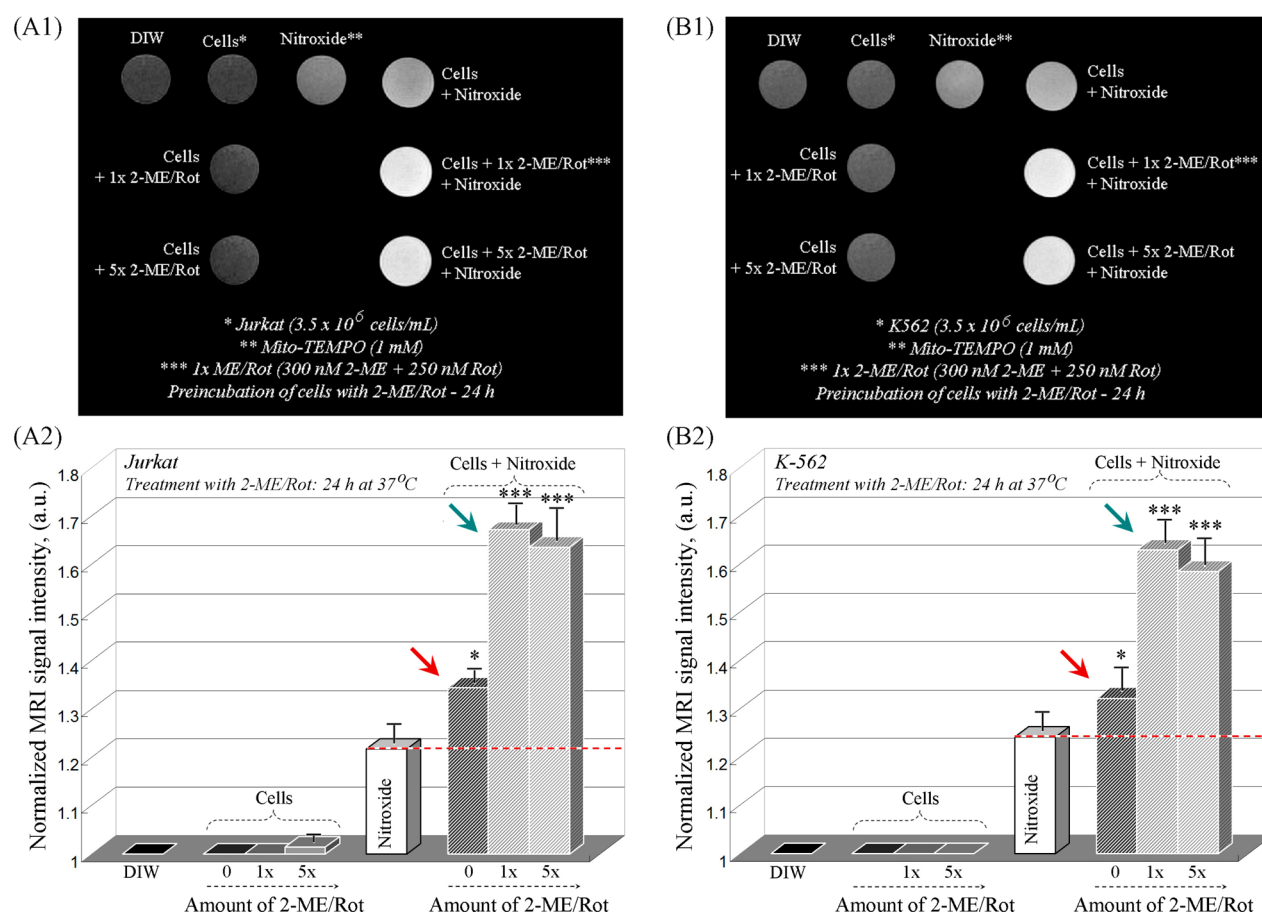 (A1)
DIW
Cells*
Nitroxide**
Cells
+ Nitroxide
Cells
+ 1x 2-ME/Rot
Cells + 1x 2-ME/Rot***
+ Nitroxide
Cells
+ 5x 2-ME/Rot
Cells + 5x 2-ME/Rot
+ NItroxide
* Jurkat (3.5 x 10⁶ cells/mL)
** Mito-TEMPO (1 mM)
*** 1x ME/Rot (300 nM 2-ME + 250 nM Rot)
Preincubation of cells with 2-ME/Rot - 24 h
(B1)
DIW
Cells*
Nitroxide**
Cells
+ Nitroxide
Cells
+ 1x 2-ME/Rot
Cells + 1x 2-ME/Rot***
+ Nitroxide
Cells
+ 5x 2-ME/Rot
Cells + 5x 2-ME/Rot
+ Nitroxide
* K562 (3.5 x 10⁶ cells/mL)
** Mito-TEMPO (1 mM)
*** 1x 2-ME/Rot (300 nM 2-ME + 250 nM Rot)
Preincubation of cells with 2-ME/Rot - 24 h
(A2)
Normalized MRI signal intensity, (a.u.)
1.8
1.7
1.6
1.5
1.4
1.3
1.2
1.1
1
Jurkat
Treatment with 2-ME/Rot: 24 h at 37°C
Cells + Nitroxide
*** ***
*
Cells
Nitroxide
DIW
0 1x 5x
0 1x 5x
Amount of 2-ME/Rot
Amount of 2-ME/Rot
(B2)
Normalized MRI signal intensity, (a.u.)
1.8
1.7
1.6
1.5
1.4
1.3
1.2
1.1
1
K-562
Treatment with 2-ME/Rot: 24 h at 37°C
Cells + Nitroxide
*** ***
*
Cells
Nitroxide
DIW
1x 5x
0 1x 5x
Amount of 2-ME/Rot
Amount of 2-ME/Rot